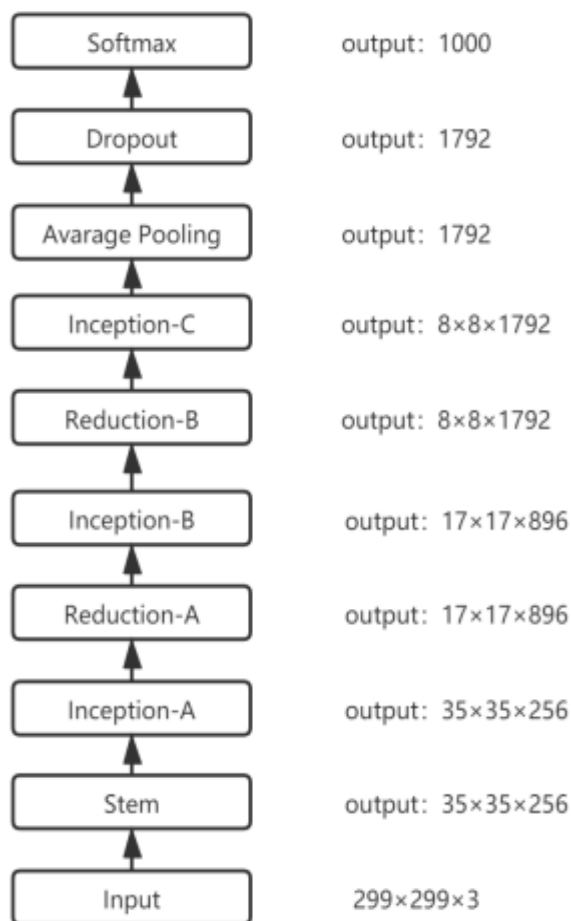 Softmax output: 1000
Dropout output: 1792
Avarage Pooling output: 1792
Inception-C output: 8×8×1792
Reduction-B output: 8×8×1792
Inception-B output: 17×17×896
Reduction-A output: 17×17×896
Inception-A output: 35×35×256
Stem output: 35×35×256
Input 299×299×3